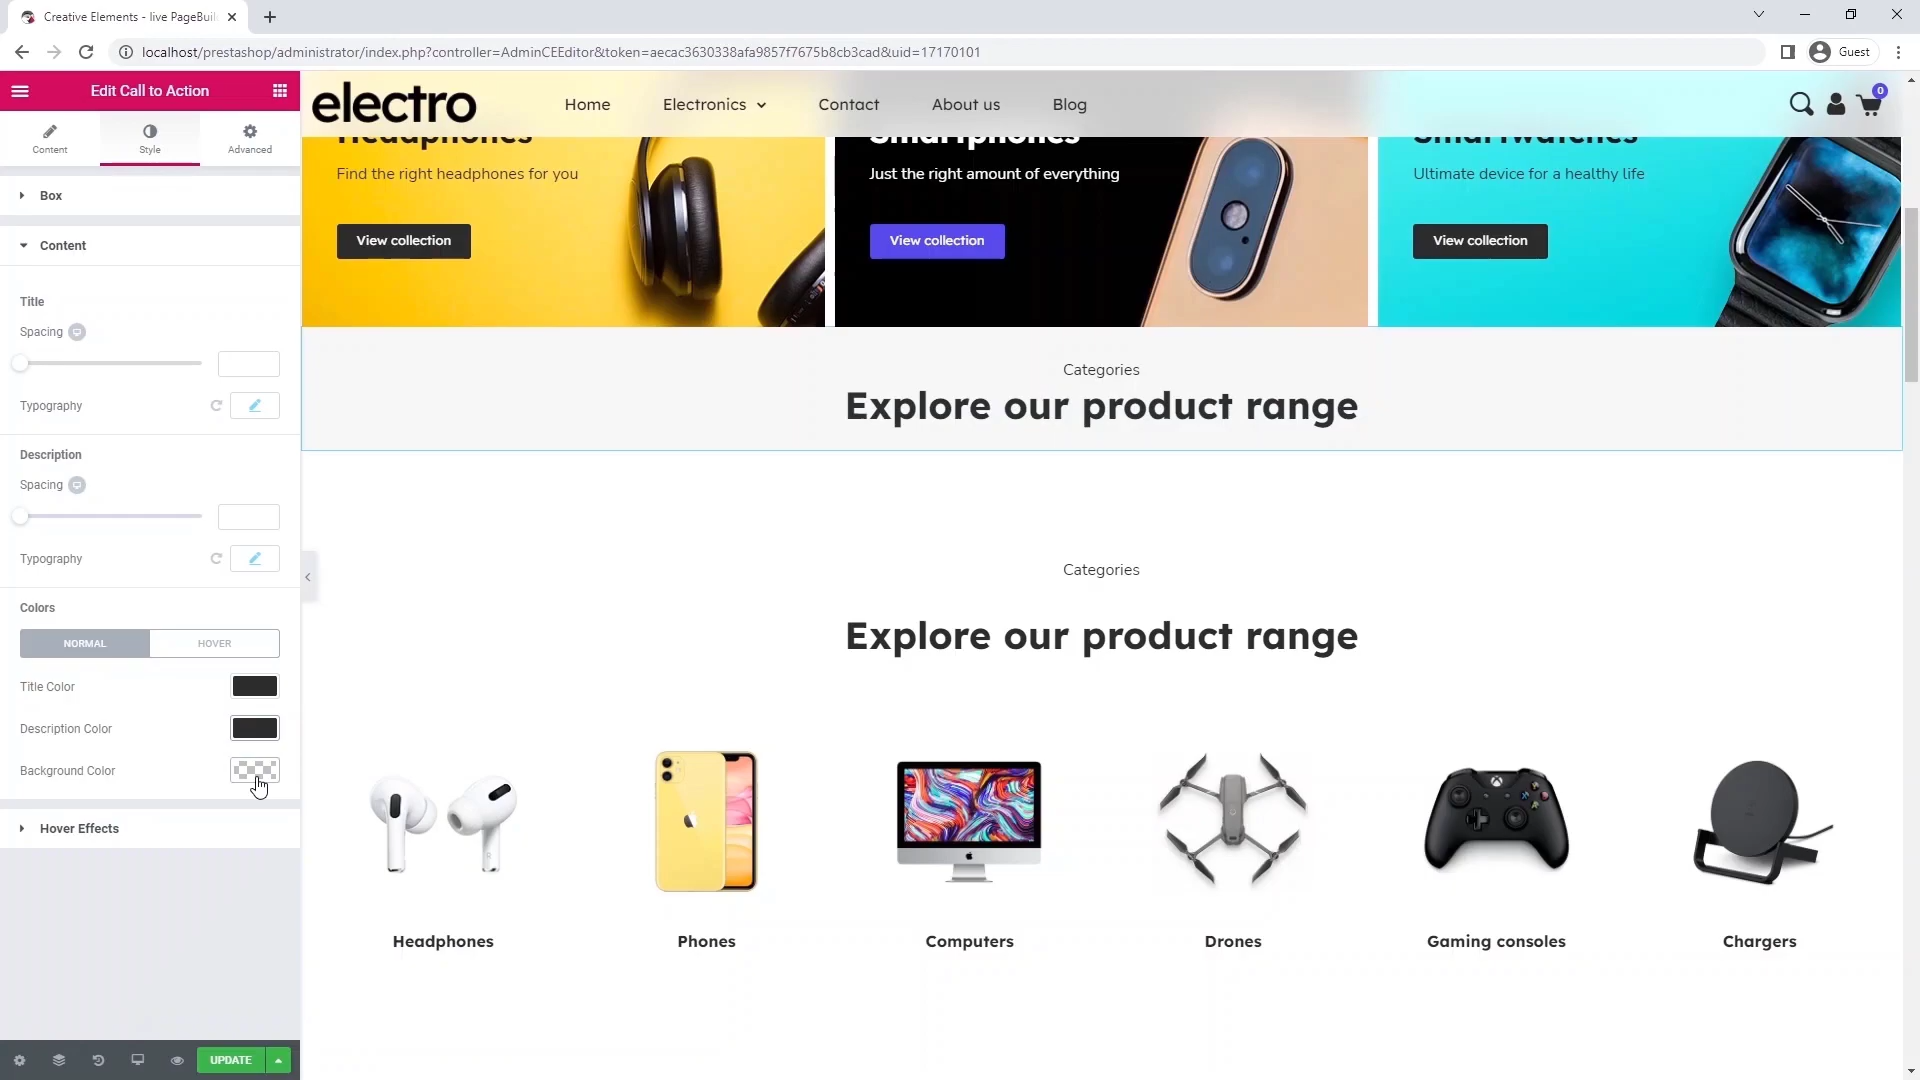 Creative Elements - live PageBuil
localhost/prestashop/administrator/index.php?controller=AdminCEEditor&token=aecac3630338afa9857f7675b8cb3cad&uid=17170101
Guest
Edit Call to Action
Content
Style
Advanced
Box
Content
Title
Spacing
Typography
Description
Spacing
Typography
Colors
NORMAL
HOVER
Title Color
Description Color
Background Color
Hover Effects
UPDATE
electro
Home
Electronics
Contact
About us
Blog
0
Headphones
Find the right headphones for you
View collection
Smartphones
Just the right amount of everything
View collection
Smartwatches
Ultimate device for a healthy life
View collection
Categories
Explore our product range
Categories
Explore our product range
Headphones
Phones
Computers
Drones
Gaming consoles
Chargers